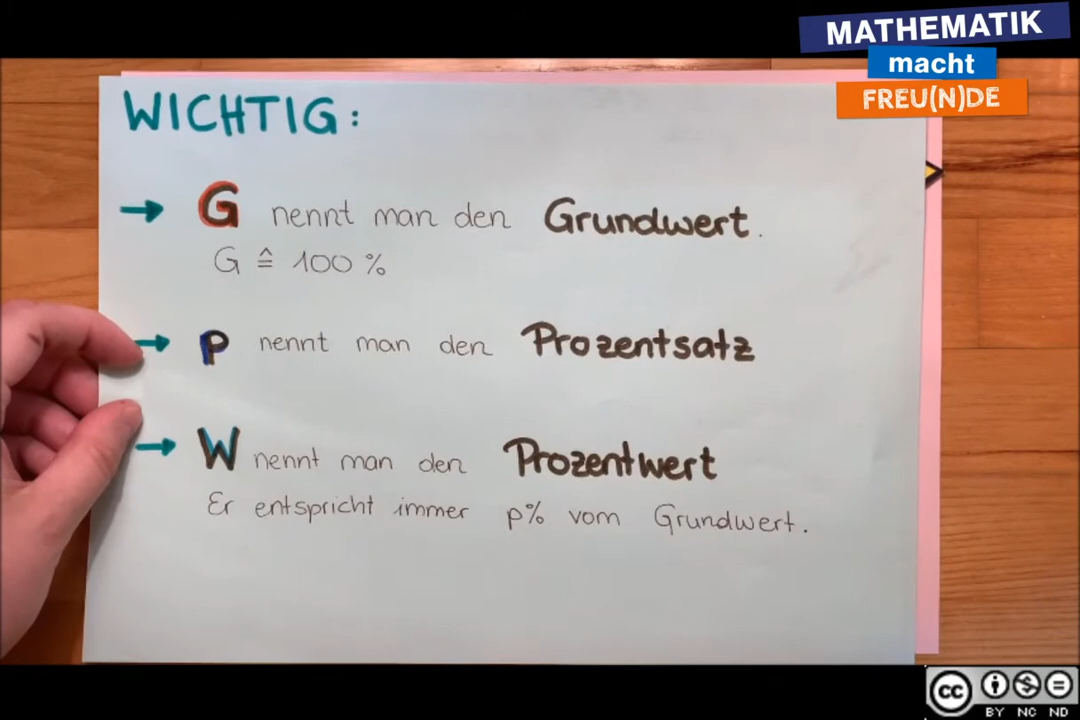 MATHEMATIK
macht
FREU(N)DE
WICHTIG:
→ G nennt man den Grundwert.
G ≙ 100 %
→ P nennt man den Prozentsatz
→ W nennt man den Prozentwert
Er entspricht immer p% vom Grundwert.
cc
BY NC ND